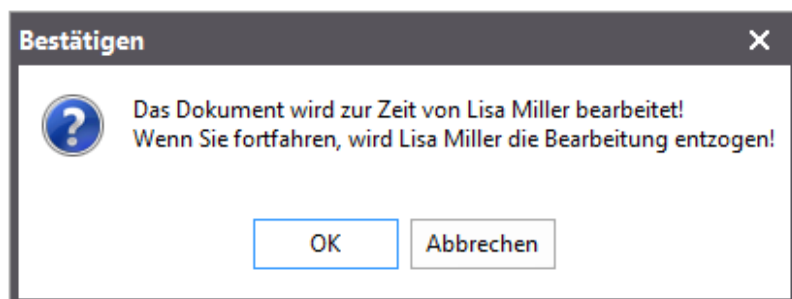 Bestätigen
Das Dokument wird zur Zeit von Lisa Miller bearbeitet!
Wenn Sie fortfahren, wird Lisa Miller die Bearbeitung entzogen!
OK
Abbrechen